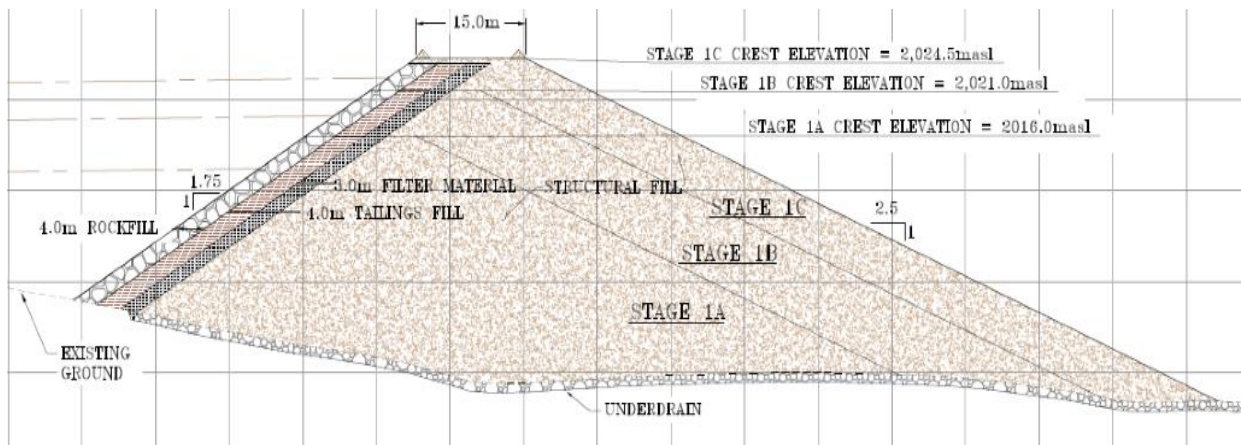 15.0m
STAGE 1C CREST ELEVATION = 2,024.5masl
STAGE 1B CREST ELEVATION = 2,021.0masl
STAGE 1A CREST ELEVATION = 2016.0masl
1.75
1
3.0m FILTER MATERIAL
STRUCTURAL FILL
4.0m TAILINGS FILL
4.0m ROCKFILL
STAGE 1C
2.5
1
STAGE 1B
STAGE 1A
EXISTING
GROUND
UNDERDRAIN